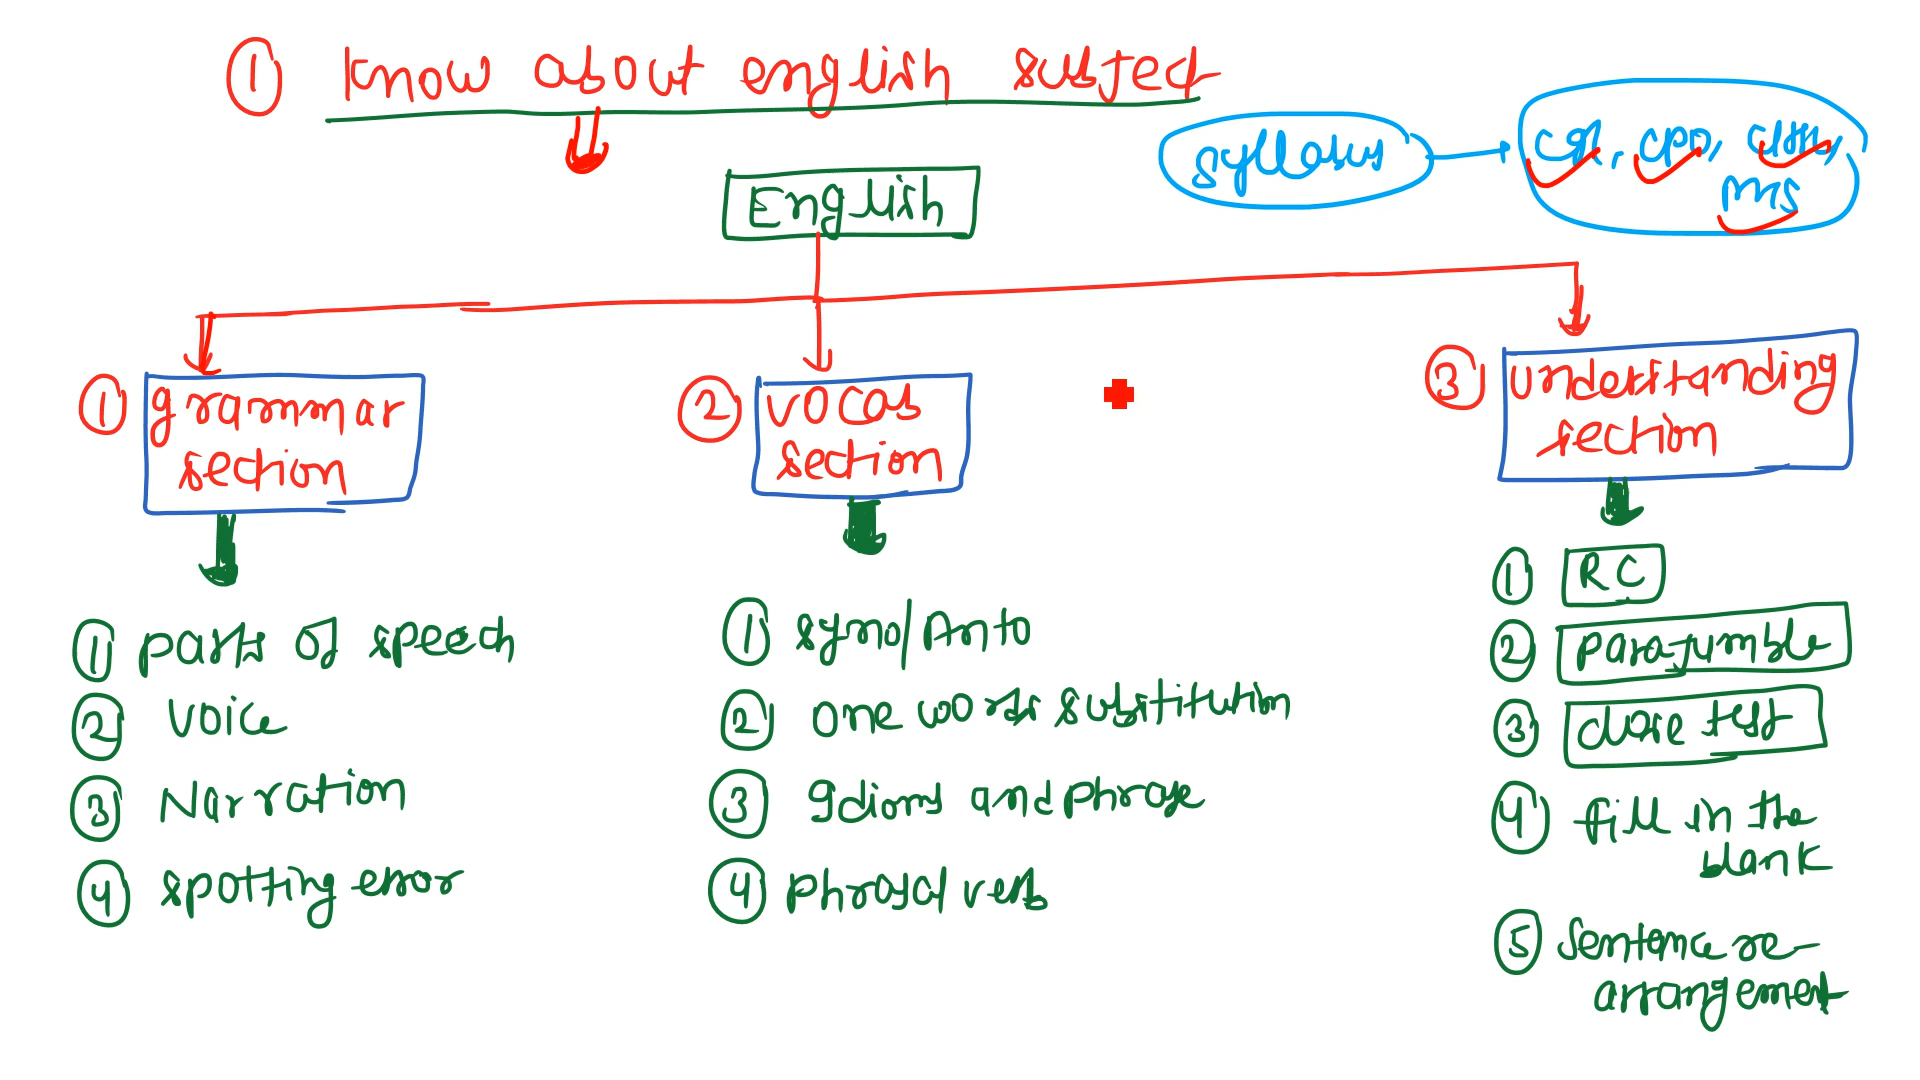 1 Know about english subject
syllabus
CGL, CPO, CHSL,
MTS
English
1 grammar
section
2 vocab
section
3 understanding
section
1 parts of speech
2 voice
3 Narration
4 spotting error
1 syno/Anto
2 one words substitution
3 Idioms and phrase
4 phrasal verb
1 RC
2 parajumble
3 close test
4 fill in the
blank
5 Sentence re-
arrangement